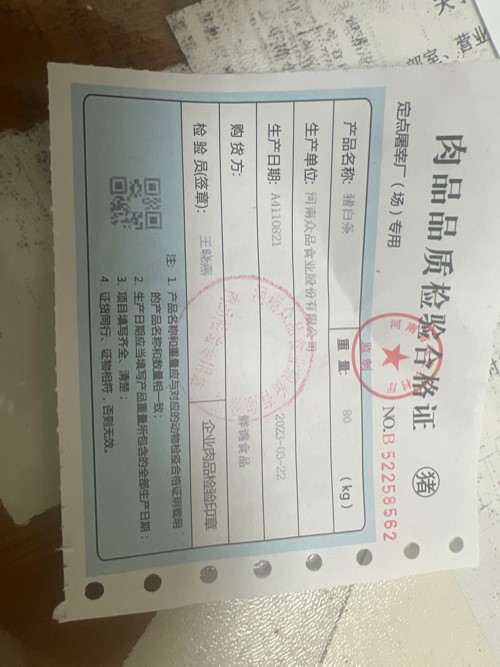 肉品品质检验合格证 猪
定点屠宰厂(场)专用
NO.B 52258562
产品名称: 猪白条 重量: 80 (kg)
生产单位: 河南众品食业股份有限公司
生产日期: A4110821 2023-03-22
购货方: 鲜锦食品
检验员(签章): 王晓燕 企业肉品检验印章
注: 1. 产品名称和重量应与对应的动物检疫合格证明载明
的产品名称和数量相一致;
2. 生产日期应当填写产品重量所包含的全部生产日期;
3. 项目填写齐全、清楚;
4. 证货同行、证物相符,否则无效。
监制